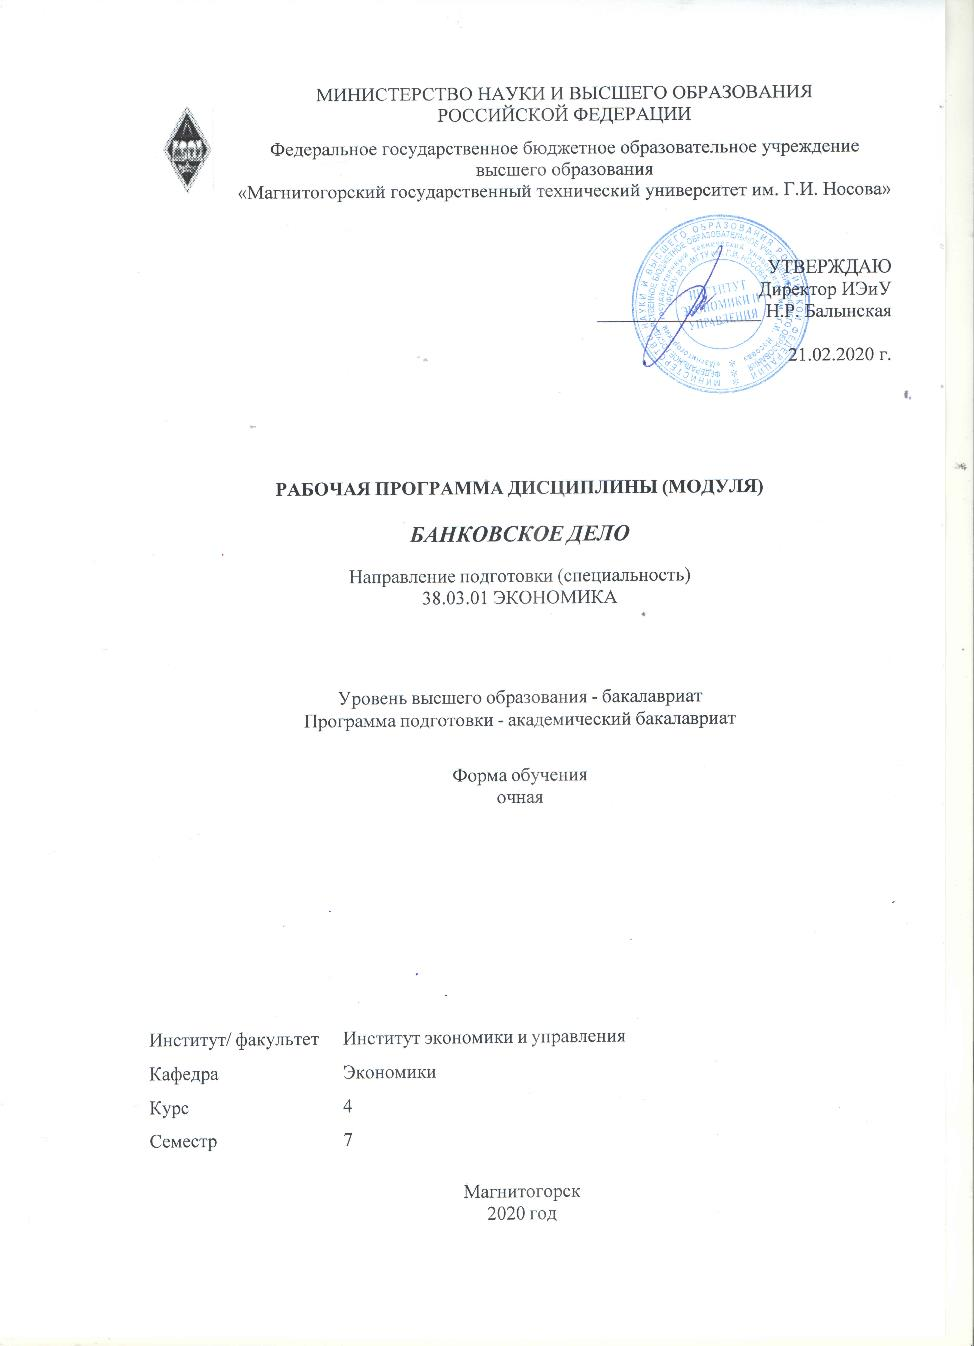 МИНИСТЕРСТВО НАУКИ И ВЫСШЕГО ОБРАЗОВАНИЯ
РОССИЙСКОЙ ФЕДЕРАЦИИ
Федеральное государственное бюджетное образовательное учреждение
высшего образования
«Магнитогорский государственный технический университет им. Г.И. Носова»
УТВЕРЖДАЮ
Директор ИЭиУ
Н.Р. Балынская
21.02.2020 г.
ИНСТИТУТ
ЭКОНОМИКИ И
УПРАВЛЕНИЯ
РАБОЧАЯ ПРОГРАММА ДИСЦИПЛИНЫ (МОДУЛЯ)
БАНКОВСКОЕ ДЕЛО
Направление подготовки (специальность)
38.03.01 ЭКОНОМИКА
Уровень высшего образования - бакалавриат
Программа подготовки - академический бакалавриат
Форма обучения
очная
Институт/ факультет Институт экономики и управления
Кафедра Экономики
Курс 4
Семестр 7
Магнитогорск
2020 год